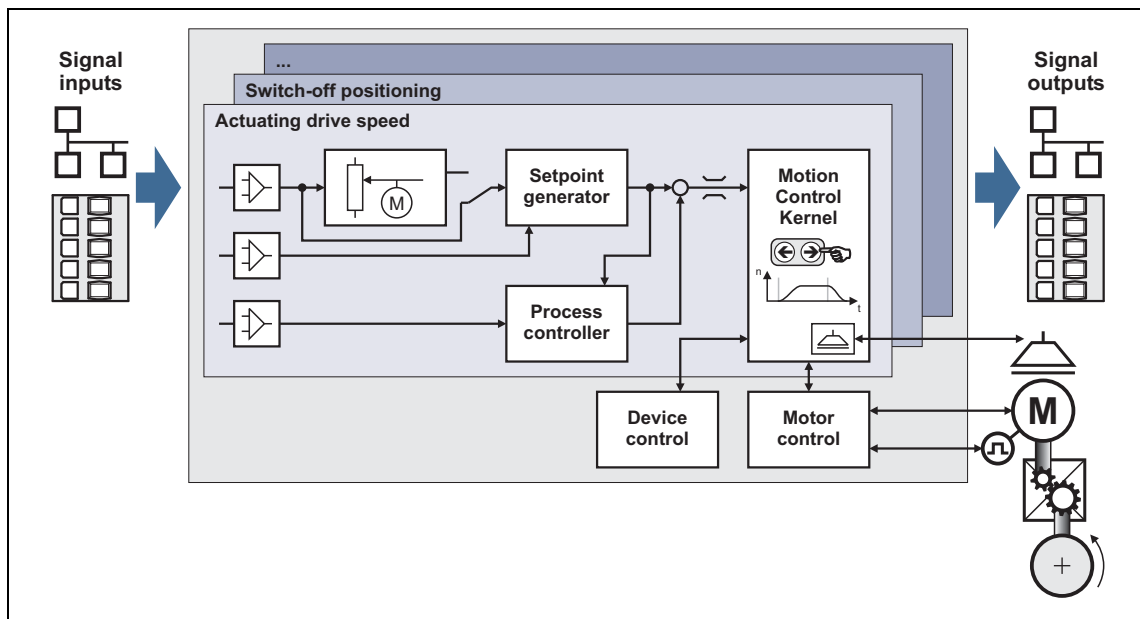 Signal
inputs
...
Switch-off positioning
Actuating drive speed
M
Setpoint
generator
Process
controller
Motion
Control
Kernel
n
t
Device
control
Motor
control
Signal
outputs
M